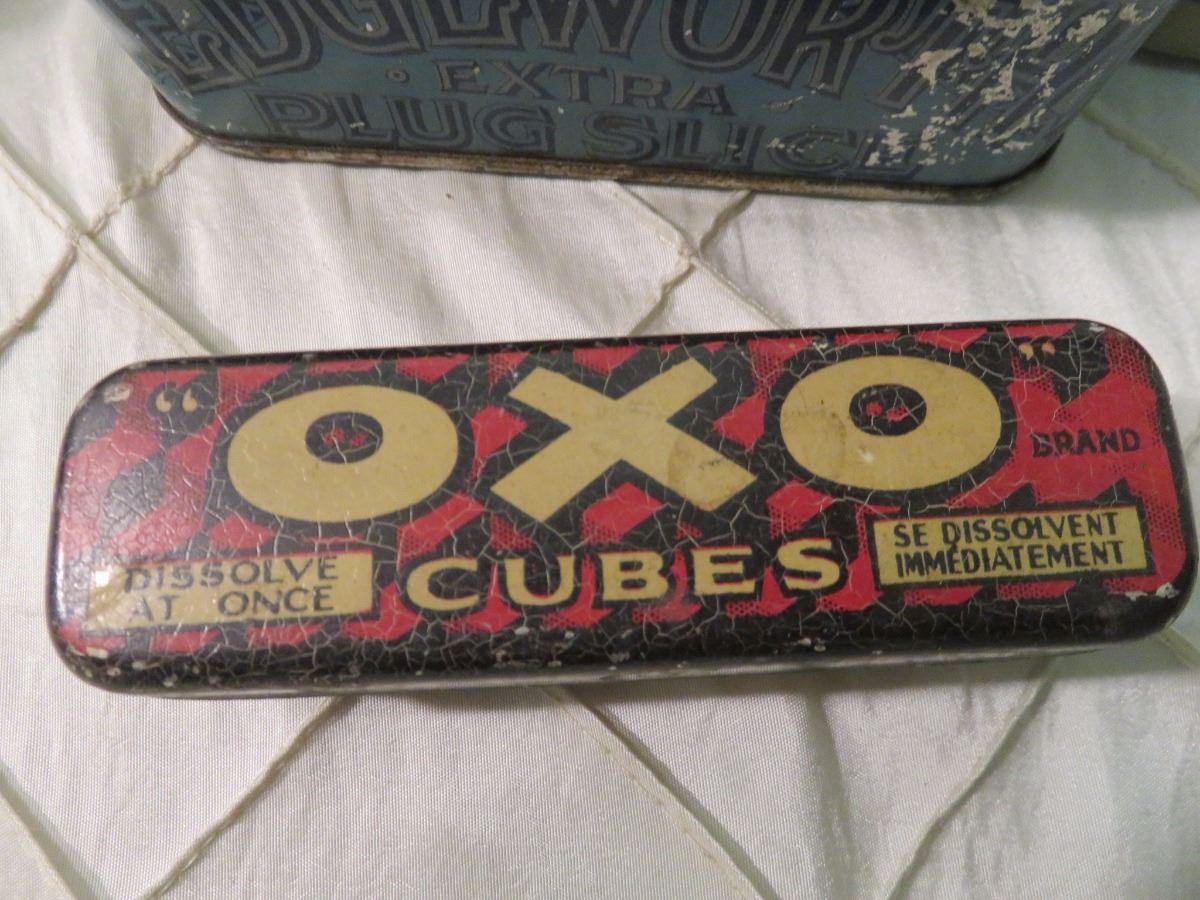 EDGEWORTH
EXTRA
PLUG SLICE
“OXO”
BRAND
DISSOLVE
AT ONCE
CUBES
SE DISSOLVENT
IMMÉDIATEMENT